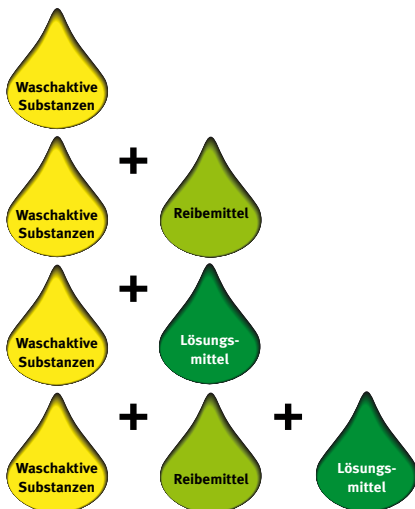 Waschaktive
Substanzen
+
Waschaktive
Substanzen
Reibemittel
+
Waschaktive
Substanzen
Lösungs-
mittel
+
+
Waschaktive
Substanzen
Reibemittel
Lösungs-
mittel